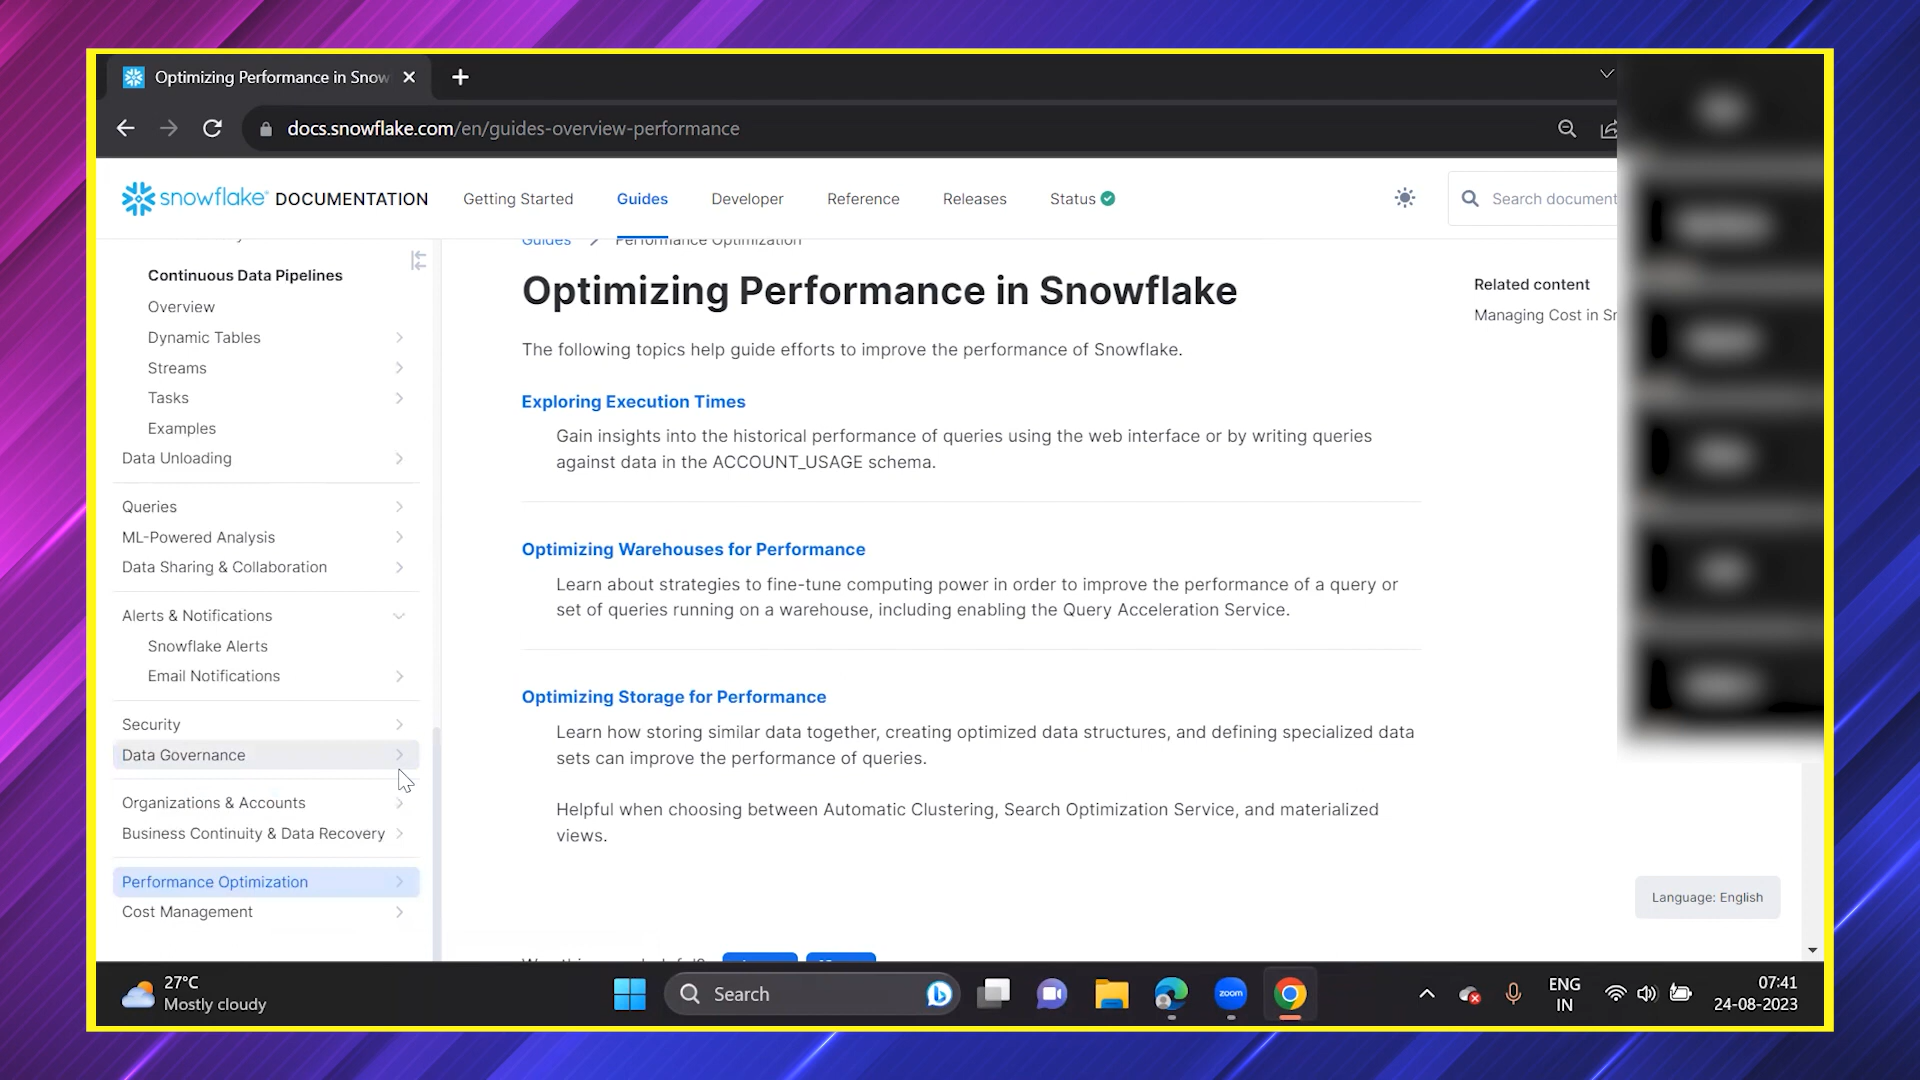 Optimizing Performance in Snow
docs.snowflake.com/en/guides-overview-performance
snowflake DOCUMENTATION
Getting Started
Guides
Developer
Reference
Releases
Status
Search document
Guides > Performance Optimization
Continuous Data Pipelines
Overview
Dynamic Tables
Streams
Tasks
Examples
Data Unloading
Queries
ML-Powered Analysis
Data Sharing & Collaboration
Alerts & Notifications
Snowflake Alerts
Email Notifications
Security
Data Governance
Organizations & Accounts
Business Continuity & Data Recovery
Performance Optimization
Cost Management
Optimizing Performance in Snowflake
The following topics help guide efforts to improve the performance of Snowflake.
Exploring Execution Times
Gain insights into the historical performance of queries using the web interface or by writing queries
against data in the ACCOUNT_USAGE schema.
Optimizing Warehouses for Performance
Learn about strategies to fine-tune computing power in order to improve the performance of a query or
set of queries running on a warehouse, including enabling the Query Acceleration Service.
Optimizing Storage for Performance
Learn how storing similar data together, creating optimized data structures, and defining specialized data
sets can improve the performance of queries.
Helpful when choosing between Automatic Clustering, Search Optimization Service, and materialized
views.
Related content
Managing Cost in Sn
Language: English
27°C
Mostly cloudy
Search
zoom
ENG
IN
07:41
24-08-2023